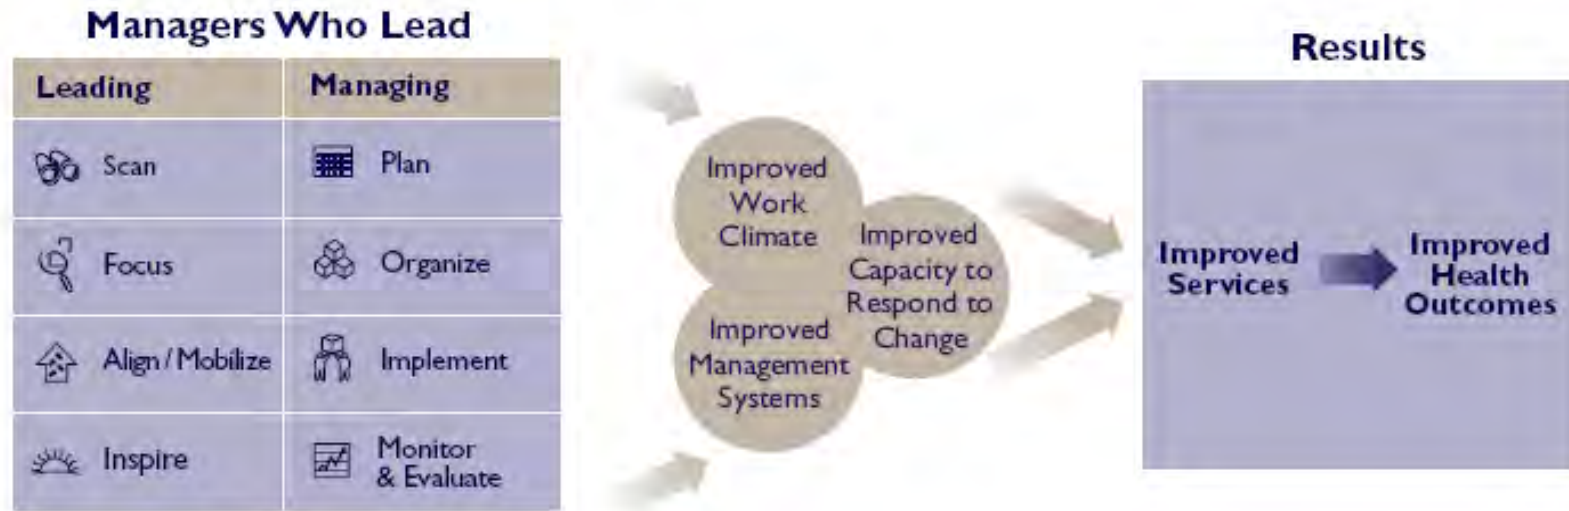 Managers Who Lead
Leading
Managing
Scan
Plan
Focus
Organize
Align / Mobilize
Implement
Inspire
Monitor
& Evaluate
Improved
Work
Climate
Improved
Management
Systems
Improved
Capacity to
Respond to
Change
Results
Improved
Services
Improved
Health
Outcomes